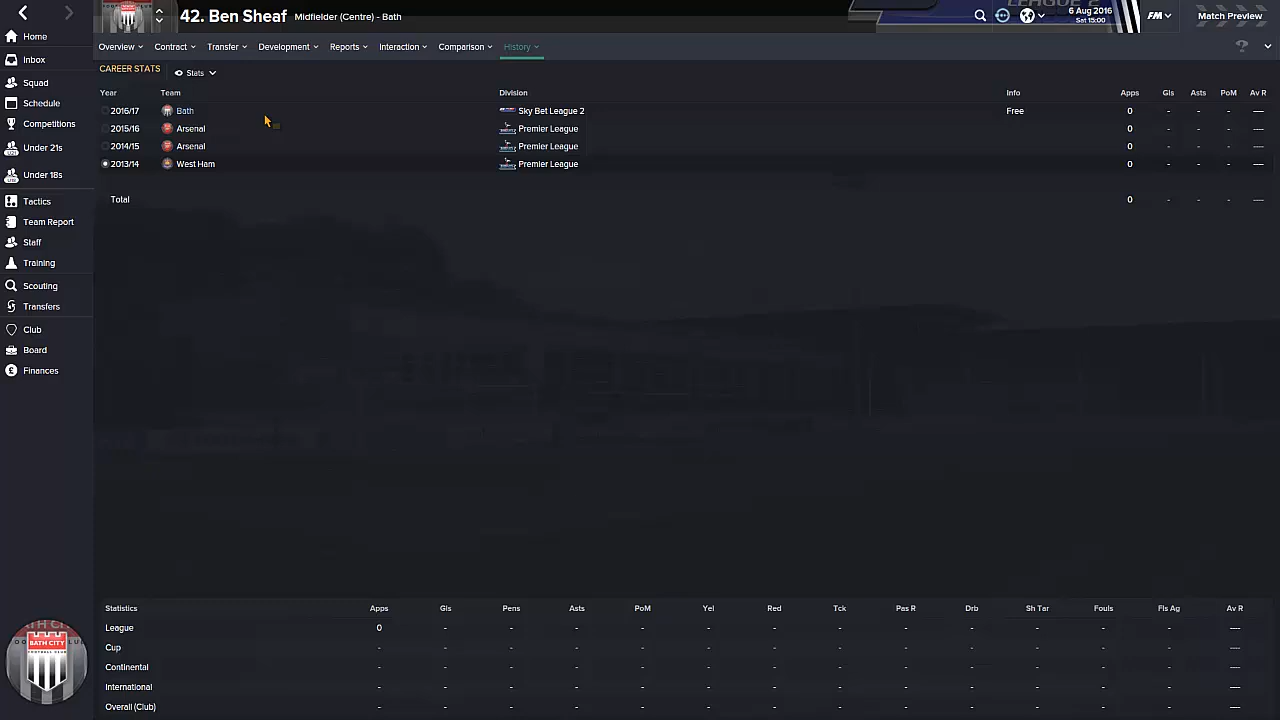 42. Ben Sheaf Midfielder (Centre) - Bath
6 Aug 2016
Sat 15:00
FM
Match Preview
Home
Inbox
Squad
Schedule
Competitions
Under 21s
Under 18s
Tactics
Team Report
Staff
Training
Scouting
Transfers
Club
Board
Finances
Overview Contract Transfer Development Reports Interaction Comparison History
CAREER STATS Stats
Year Team Division Info Apps Gls Asts PoM Av R
2016/17 Bath Sky Bet League 2 Free 0 - - - ---
2015/16 Arsenal Premier League 0 - - - ---
2014/15 Arsenal Premier League 0 - - - ---
2013/14 West Ham Premier League 0 - - - ---
Total 0 - - - ---
Statistics Apps Gls Pens Asts PoM Yel Red Tck Pas R Drb Sh Tar Fouls Fls Ag Av R
League 0 - - - - - - - - - - - - ---
Cup - - - - - - - - - - - - - ---
Continental - - - - - - - - - - - - - ---
International - - - - - - - - - - - - - ---
Overall (Club) - - - - - - - - - - - - - ---
BATH CITY
FOOTBALL CLUB